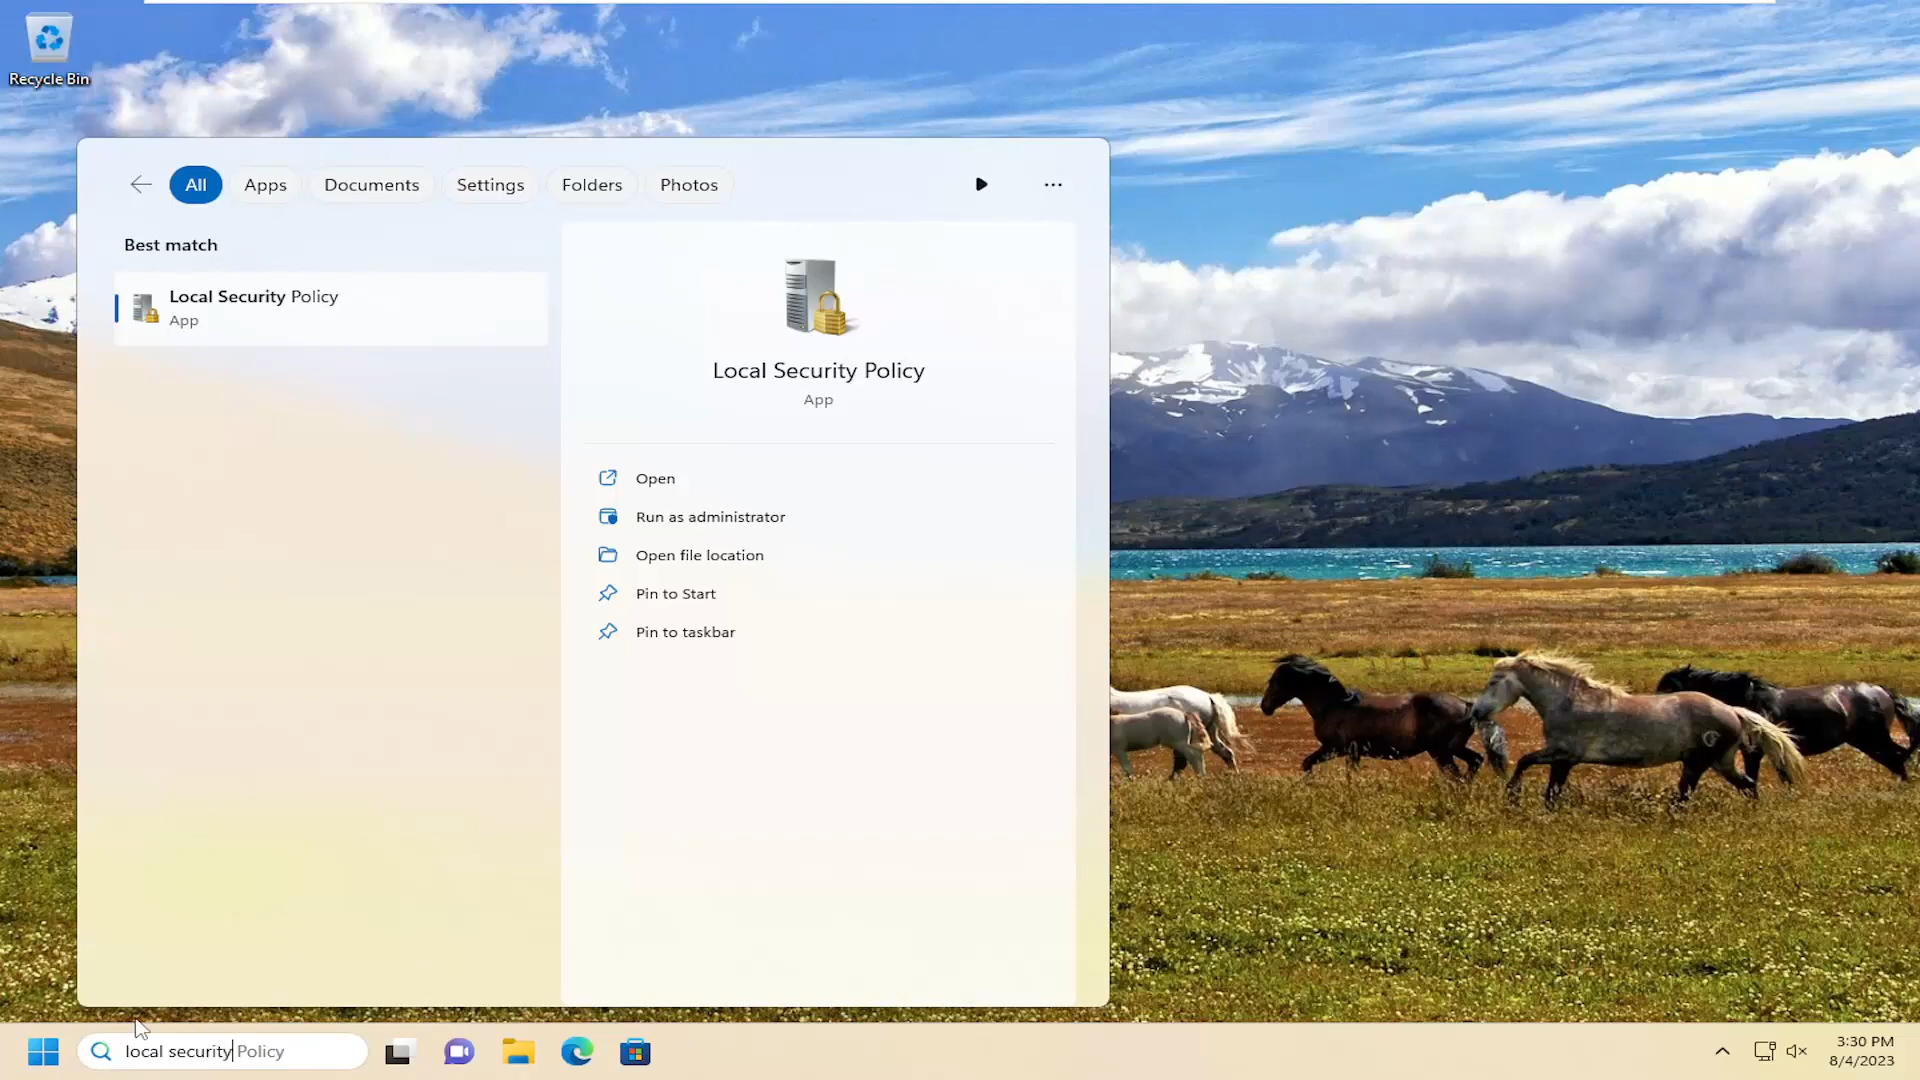 Recycle Bin
All
Apps
Documents
Settings
Folders
Photos
Best match
Local Security Policy
App
Local Security Policy
App
Open
Run as administrator
Open file location
Pin to Start
Pin to taskbar
local security Policy
3:30 PM
8/4/2023